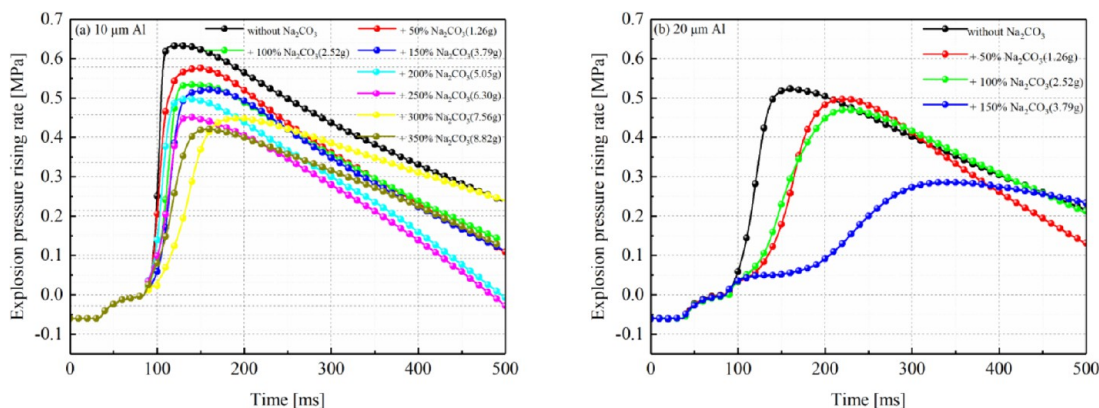 (a) 10 μm Al
without Na₂CO₃
+ 50% Na₂CO₃(1.26g)
+ 100% Na₂CO₃(2.52g)
+ 150% Na₂CO₃(3.79g)
+ 200% Na₂CO₃(5.05g)
+ 250% Na₂CO₃(6.30g)
+ 300% Na₂CO₃(7.56g)
+ 350% Na₂CO₃(8.82g)
Explosion pressure rising rate [MPa]
0.7
0.6
0.5
0.4
0.3
0.2
0.1
0.0
-0.1
0 100 200 300 400 500
Time [ms]
(b) 20 μm Al
without Na₂CO₃
+ 50% Na₂CO₃(1.26g)
+ 100% Na₂CO₃(2.52g)
+ 150% Na₂CO₃(3.79g)
Explosion pressure rising rate [MPa]
0.7
0.6
0.5
0.4
0.3
0.2
0.1
0.0
-0.1
0 100 200 300 400 500
Time [ms]